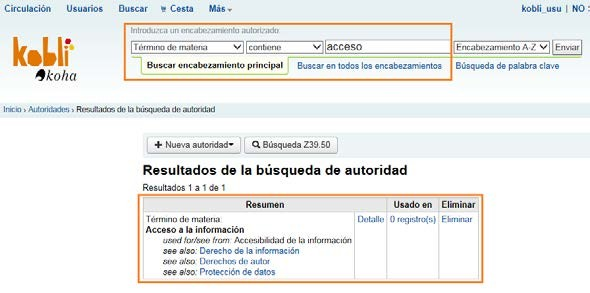 Circulación Usuarios Buscar Cesta Más kobli_usu | NO
Introduzca un encabezamiento autorizado:
Término de materia contiene acceso Encabezamiento A-Z Enviar
Buscar encabezamiento principal Buscar en todos los encabezamientos Búsqueda de palabra clave
kobli
koha
Inicio › Autoridades › Resultados de la búsqueda de autoridad
Nueva autoridad Búsqueda Z39.50
Resultados de la búsqueda de autoridad
Resultados 1 a 1 de 1
Resumen Usado en Eliminar
Término de materia: Detalle 0 registro(s) Eliminar
Acceso a la información
used for/see from: Accesibilidad de la información
see also: Derecho de la información
see also: Derechos de autor
see also: Protección de datos